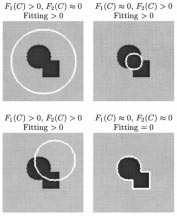 F₁(C) > 0, F₂(C) ≈ 0
Fitting > 0
F₁(C) ≈ 0, F₂(C) > 0
Fitting > 0
F₁(C) > 0, F₂(C) > 0
Fitting > 0
F₁(C) ≈ 0, F₂(C) ≈ 0
Fitting = 0